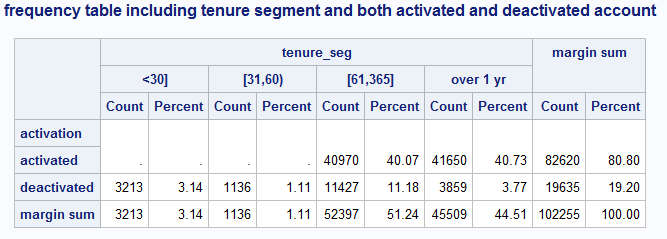 frequency table including tenure segment and both activated and deactivated account
tenure_seg margin sum
<30] [31,60) [61,365] over 1 yr
Count Percent Count Percent Count Percent Count Percent Count Percent
activation
activated . . . . 40970 40.07 41650 40.73 82620 80.80
deactivated 3213 3.14 1136 1.11 11427 11.18 3859 3.77 19635 19.20
margin sum 3213 3.14 1136 1.11 52397 51.24 45509 44.51 102255 100.00